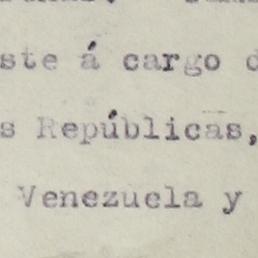 ste á cargo d
s Repúblicas,
Venezuela y